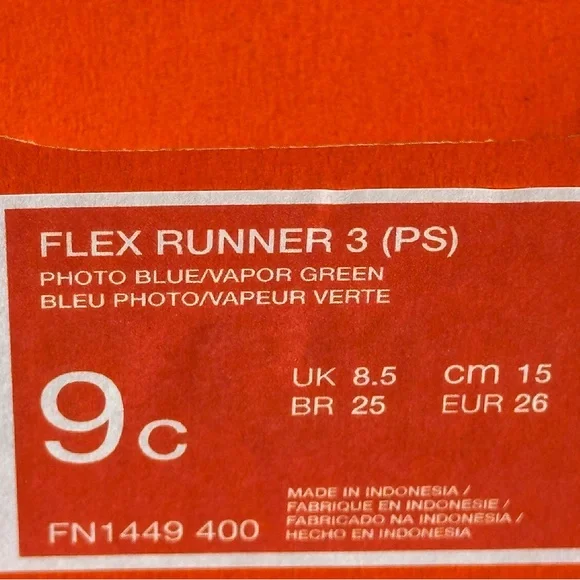 FLEX RUNNER 3 (PS)
PHOTO BLUE/VAPOR GREEN
BLEU PHOTO/VAPEUR VERTE
9C
UK 8.5 cm 15
BR 25 EUR 26
FN1449 400
MADE IN INDONESIA /
FABRIQUE EN INDONESIE /
FABRICADO NA INDONESIA /
HECHO EN INDONESIA